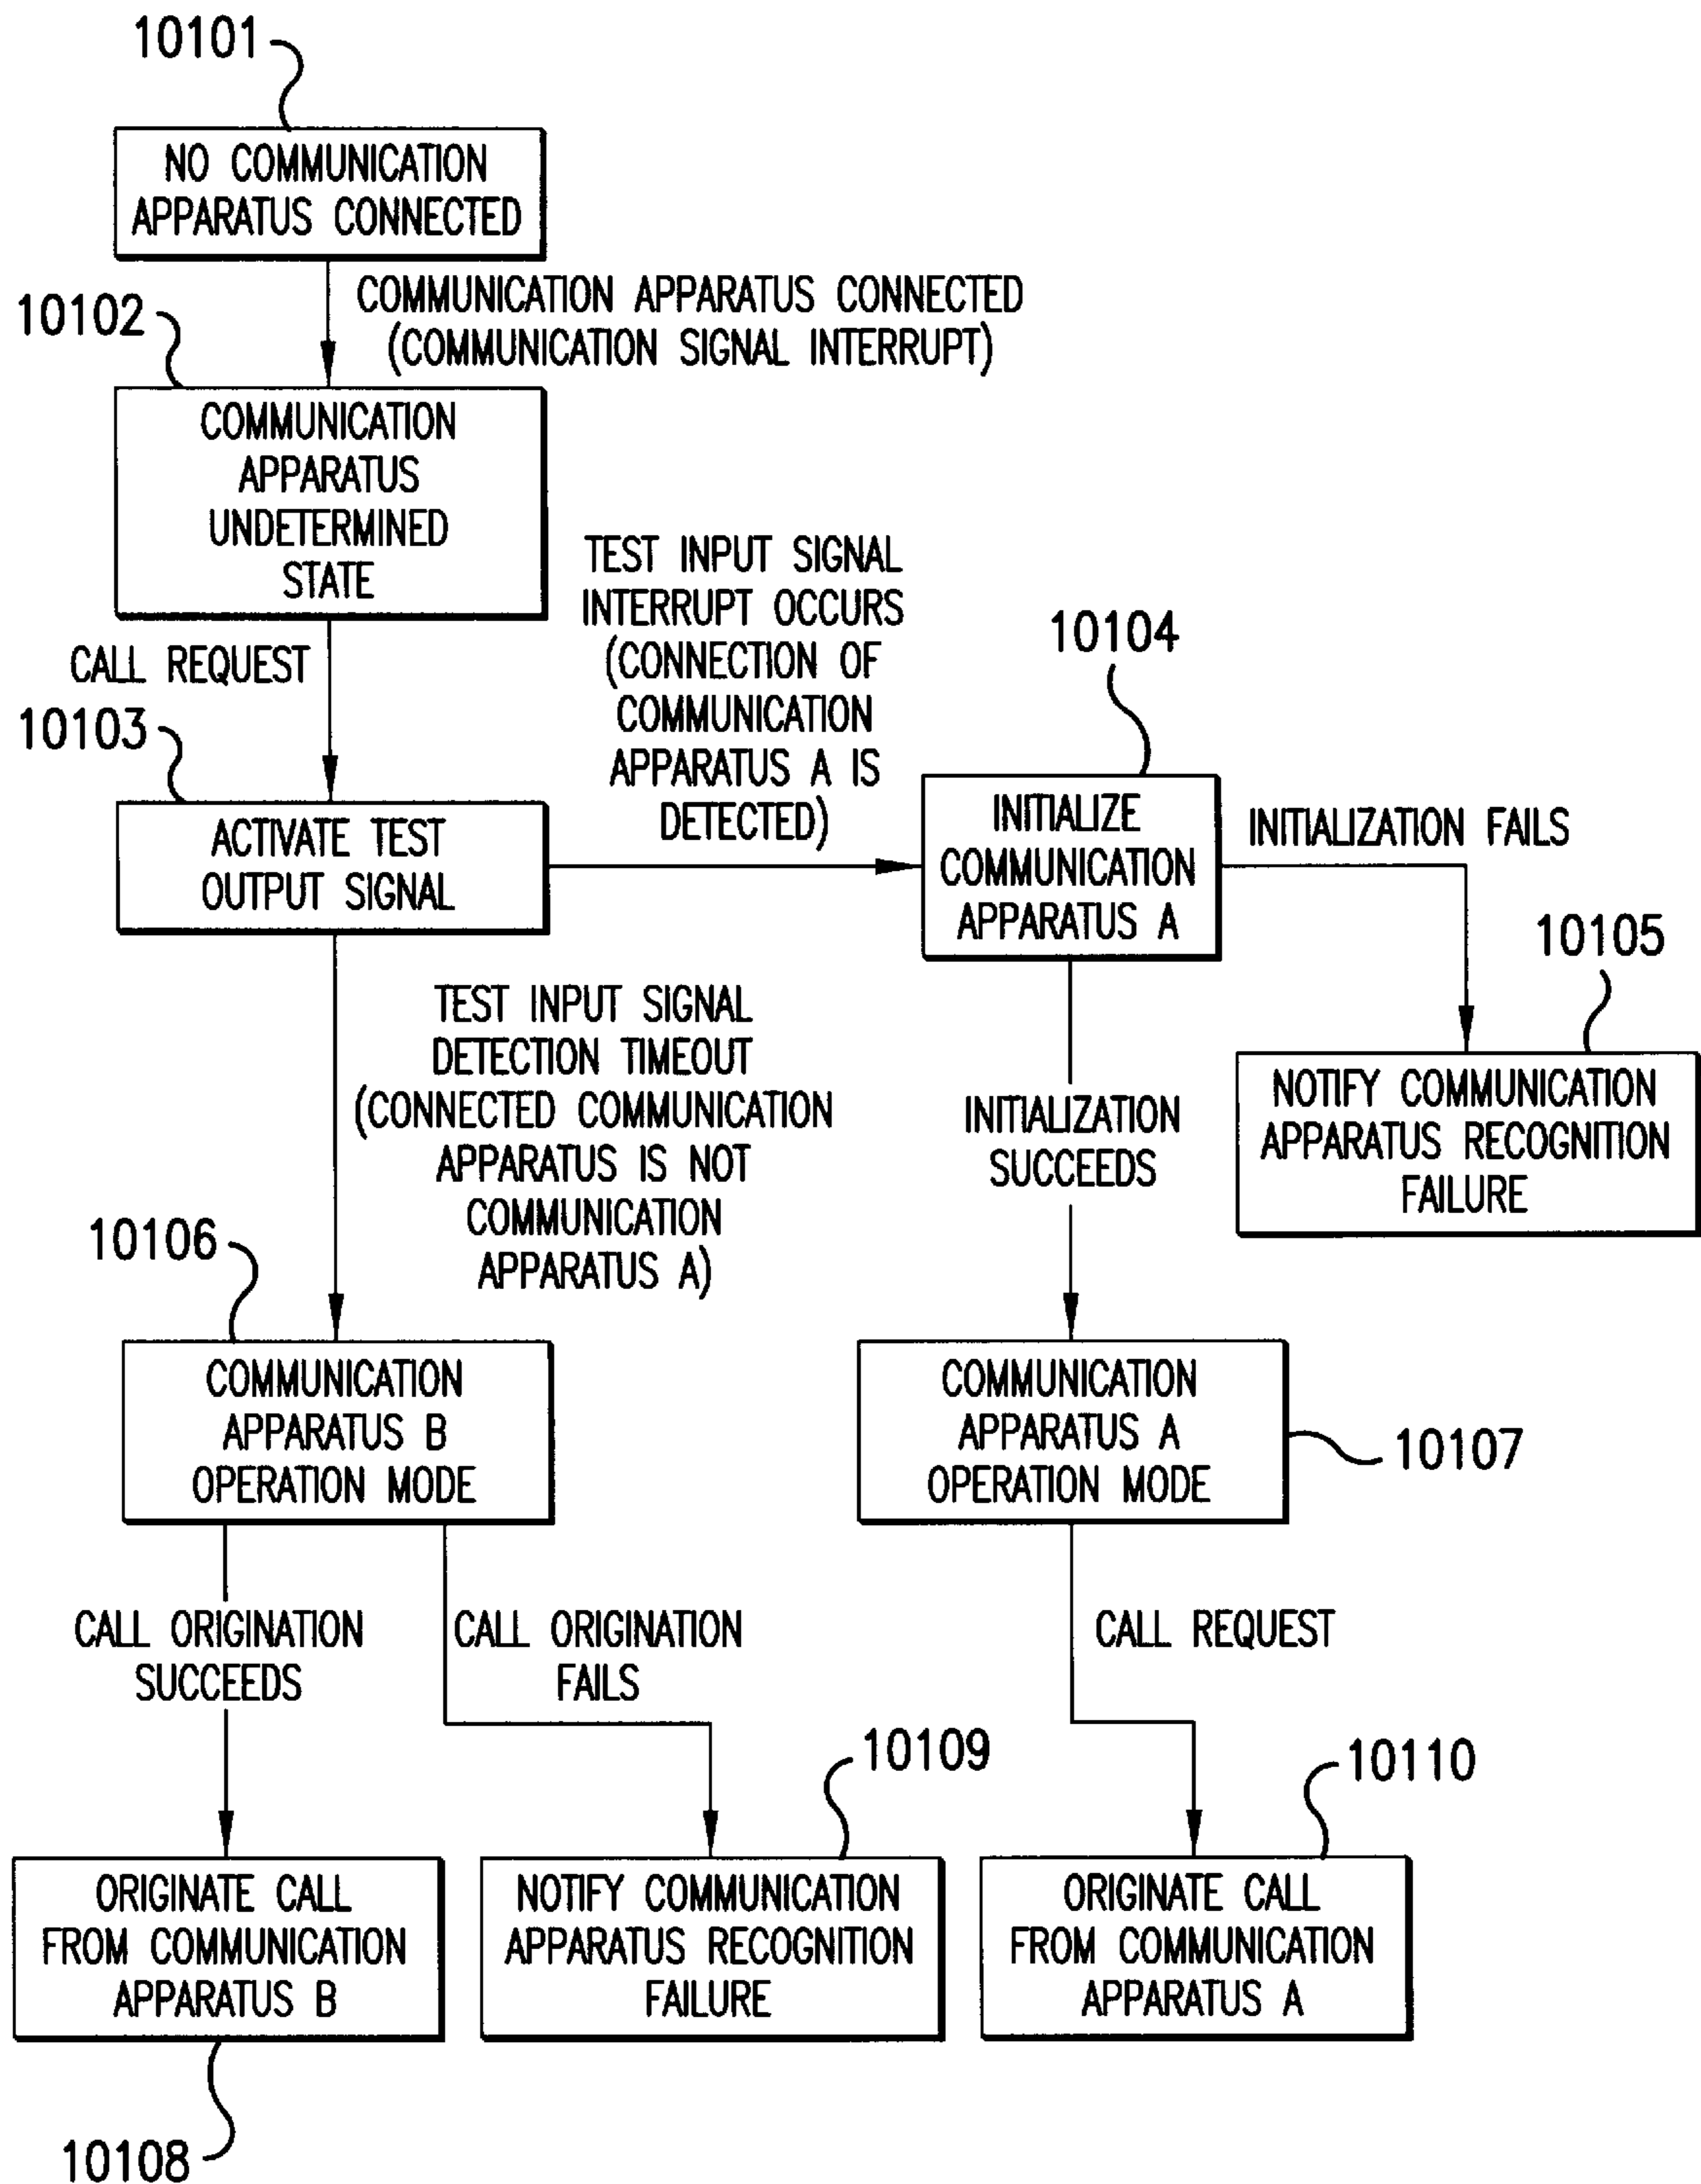 10101
NO COMMUNICATION
APPARATUS CONNECTED
COMMUNICATION APPARATUS CONNECTED
(COMMUNICATION SIGNAL INTERRUPT)
10102
COMMUNICATION
APPARATUS
UNDETERMINED
STATE
CALL REQUEST
10103
ACTIVATE TEST
OUTPUT SIGNAL
TEST INPUT SIGNAL
INTERRUPT OCCURS
(CONNECTION OF
COMMUNICATION
APPARATUS A IS
DETECTED)
10104
INITIALIZE
COMMUNICATION
APPARATUS A
INITIALIZATION FAILS
10105
NOTIFY COMMUNICATION
APPARATUS RECOGNITION
FAILURE
TEST INPUT SIGNAL
DETECTION TIMEOUT
(CONNECTED COMMUNICATION
APPARATUS IS NOT
COMMUNICATION
APPARATUS A)
INITIALIZATION
SUCCEEDS
10106
COMMUNICATION
APPARATUS B
OPERATION MODE
COMMUNICATION
APPARATUS A
OPERATION MODE
10107
CALL ORIGINATION
SUCCEEDS
CALL ORIGINATION
FAILS
CALL REQUEST
10109
10110
ORIGINATE CALL
FROM COMMUNICATION
APPARATUS B
NOTIFY COMMUNICATION
APPARATUS RECOGNITION
FAILURE
ORIGINATE CALL
FROM COMMUNICATION
APPARATUS A
10108